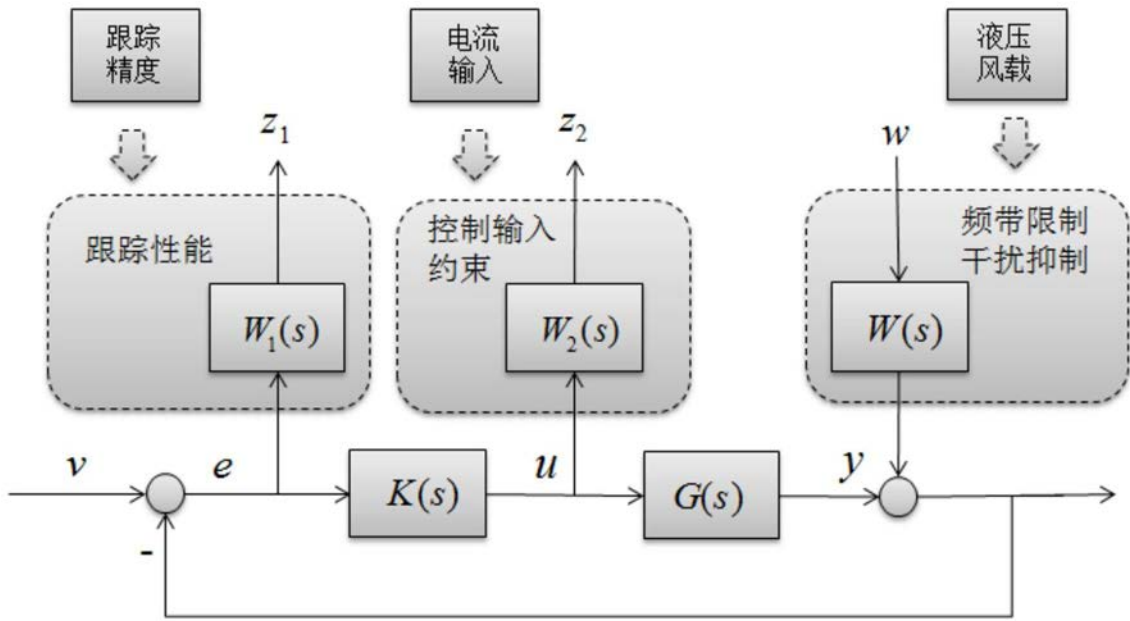 跟踪
精度
电流
输入
液压
风载
z₁
z₂
w
跟踪性能
控制输入
约束
频带限制
干扰抑制
W₁(s)
W₂(s)
W(s)
v
e
K(s)
u
G(s)
y
-